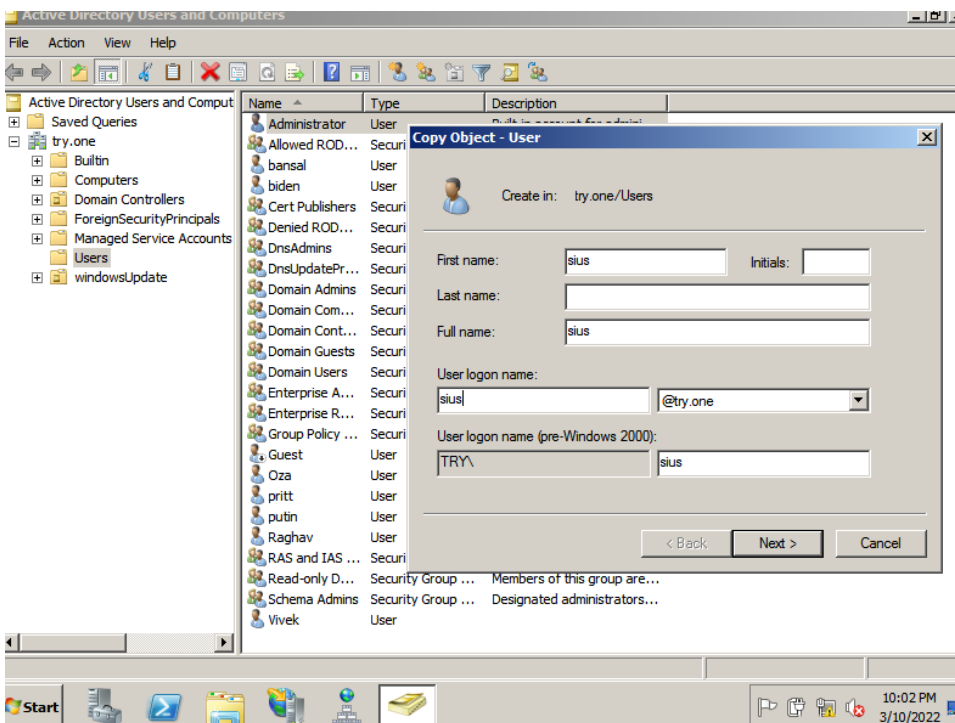 Active Directory Users and Computers
File Action View Help
Active Directory Users and Comput
Saved Queries
try.one
Builtin
Computers
Domain Controllers
ForeignSecurityPrincipals
Managed Service Accounts
Users
windowsUpdate
Name Type Description
Administrator User Built-in account for admini...
Allowed ROD... Securi
bansal User
biden User
Cert Publishers Securi
Denied ROD... Securi
DnsAdmins Securi
DnsUpdatePr... Securi
Domain Admins Securi
Domain Com... Securi
Domain Cont... Securi
Domain Guests Securi
Domain Users Securi
Enterprise A... Securi
Enterprise R... Securi
Group Policy ... Securi
Guest User
Oza User
pritt User
putin User
Raghav User
RAS and IAS ... Securi
Read-only D... Security Group ... Members of this group are...
Schema Admins Security Group ... Designated administrators...
Vivek User
Copy Object - User
Create in: try.one/Users
First name: sius Initials:
Last name:
Full name: sius
User logon name:
sius @try.one
User logon name (pre-Windows 2000):
TRY\ sius
< Back Next > Cancel
Start
10:02 PM
3/10/2022